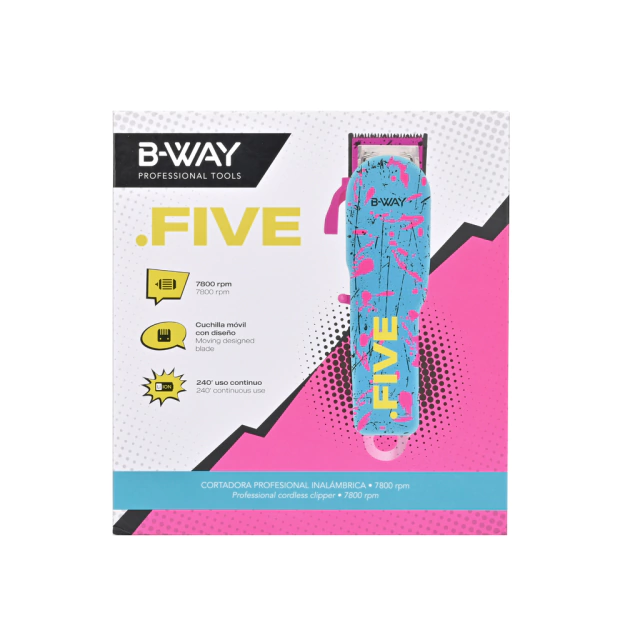 B-WAY
PROFESSIONAL TOOLS
.FIVE
7800 rpm
7800 rpm
Cuchilla móvil
con diseño
Moving designed
blade
ION
240' uso continuo
240' continuous use
B-WAY
.FIVE
CORTADORA PROFESIONAL INALÁMBRICA • 7800 rpm
Professional cordless clipper • 7800 rpm